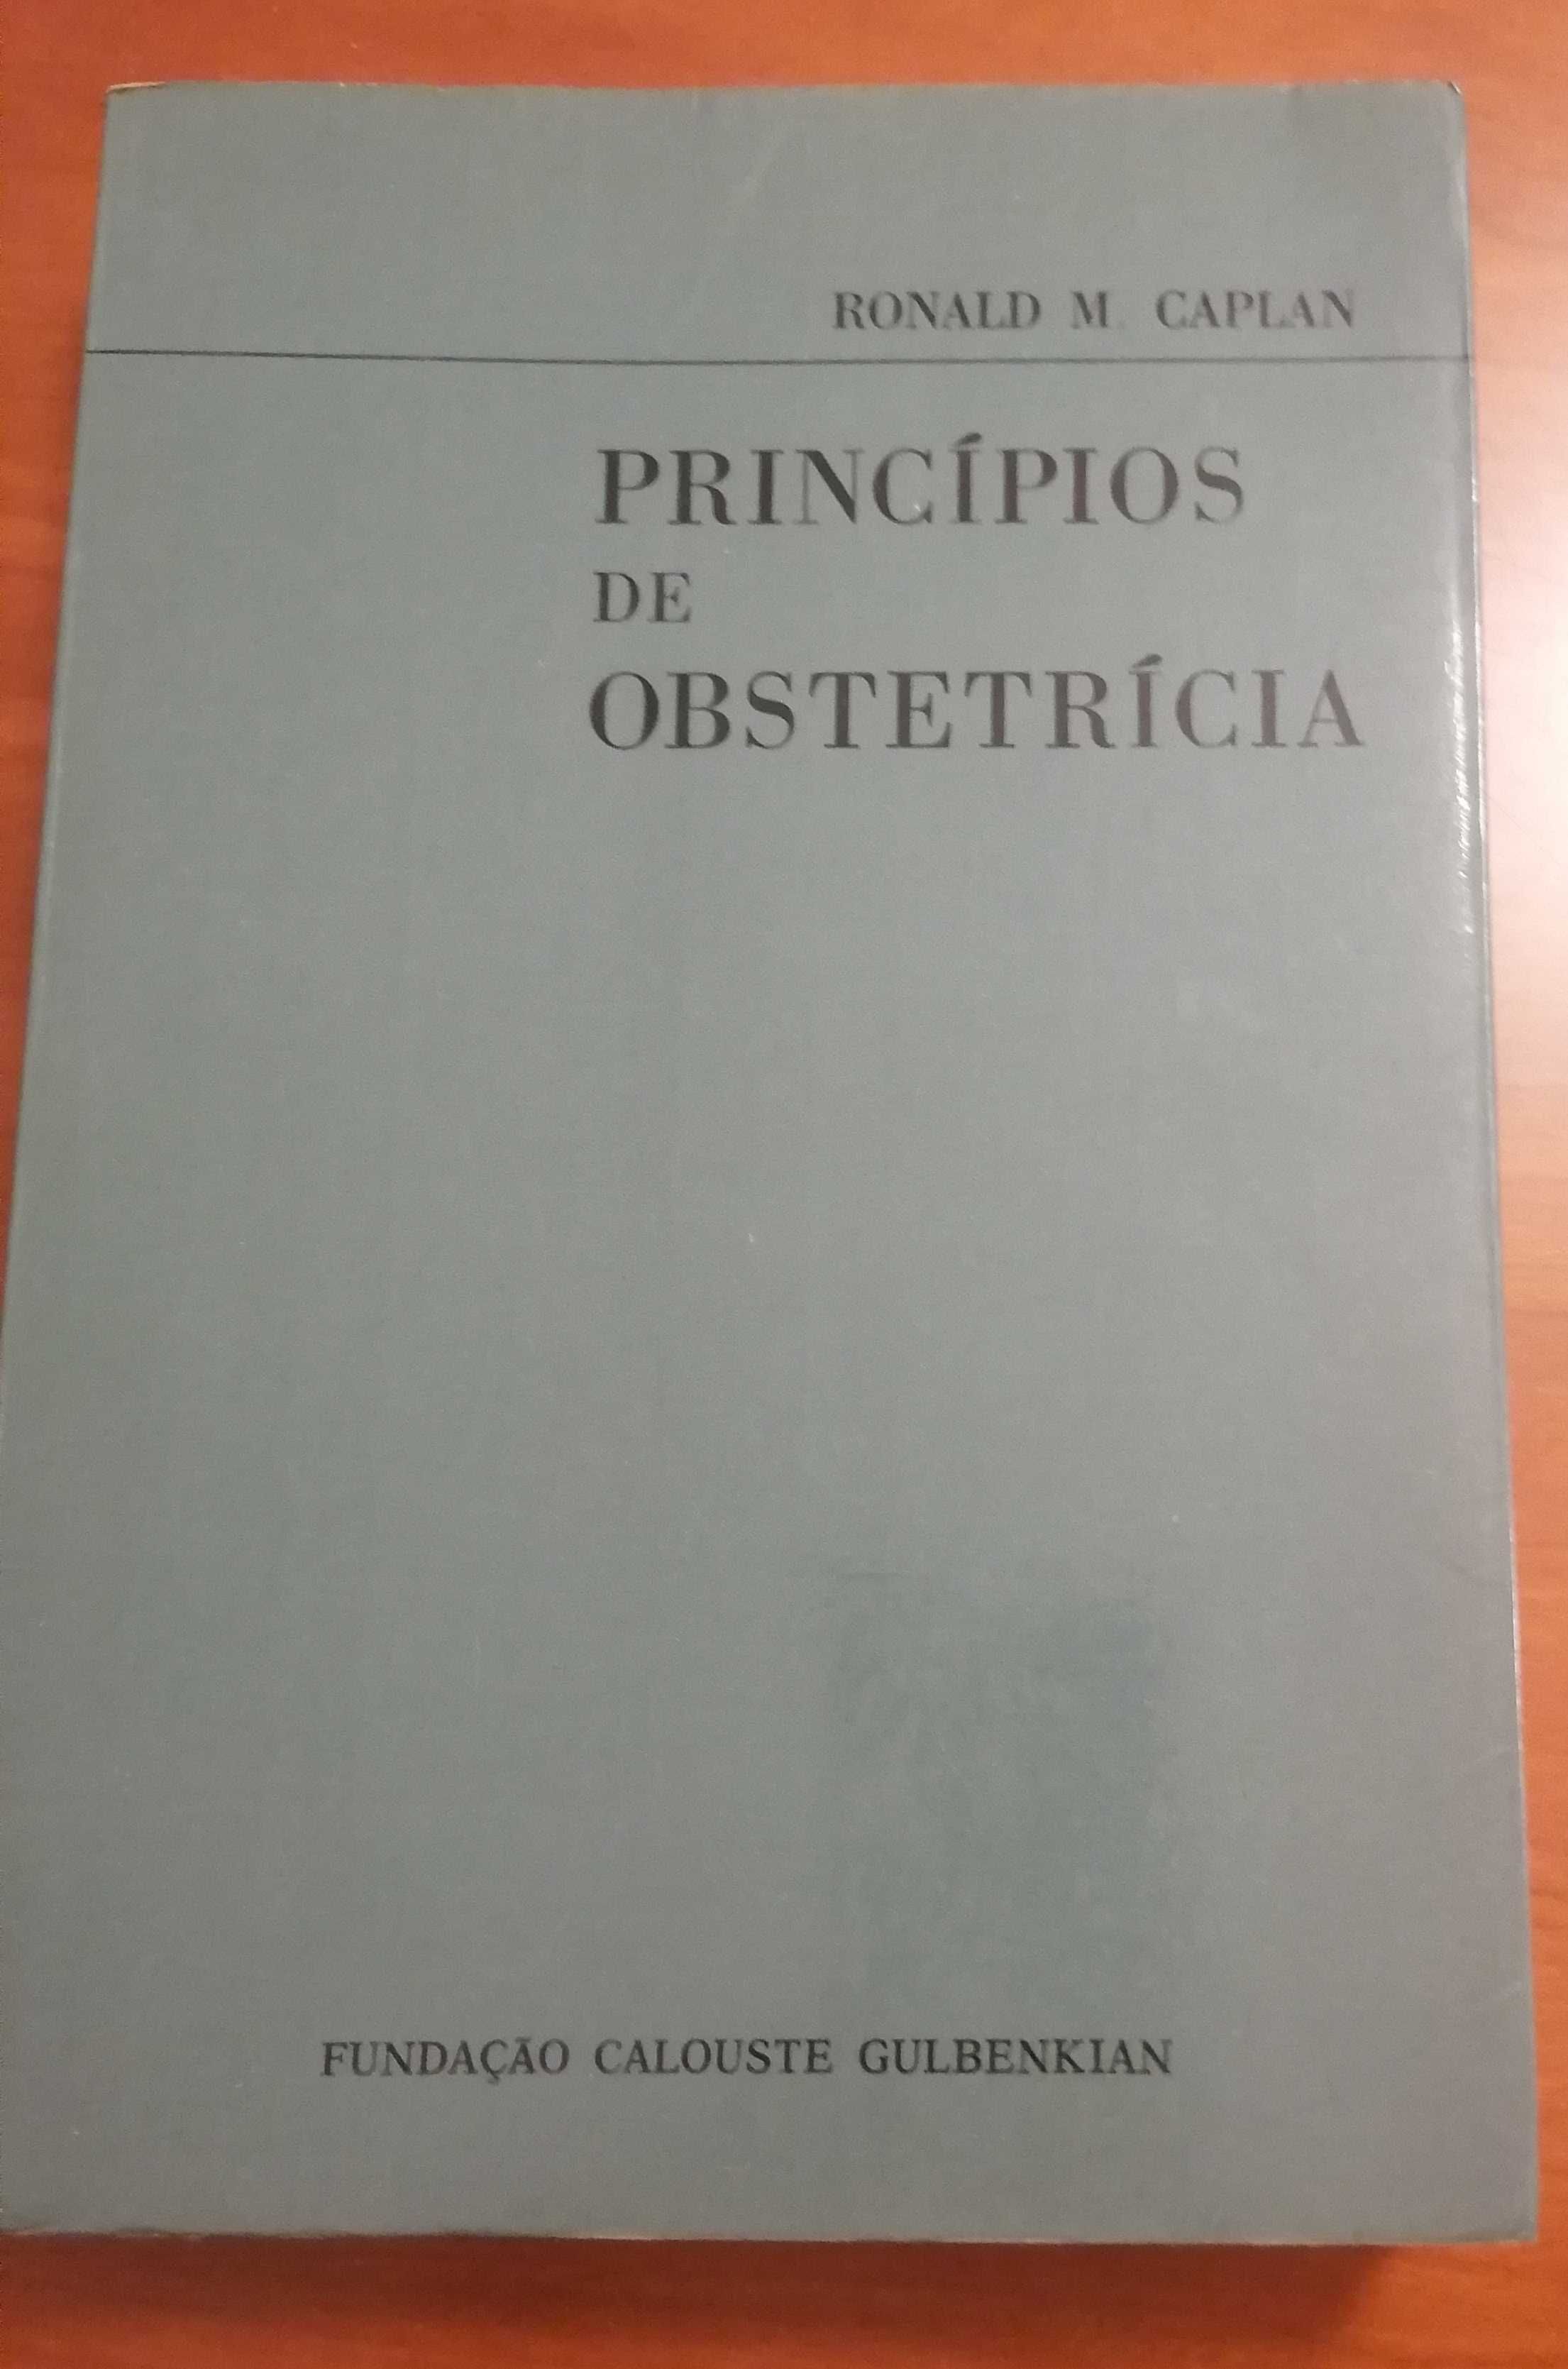 RONALD M. CAPLAN
PRINCÍPIOS
DE
OBSTETRÍCIA
FUNDAÇÃO CALOUSTE GULBENKIAN